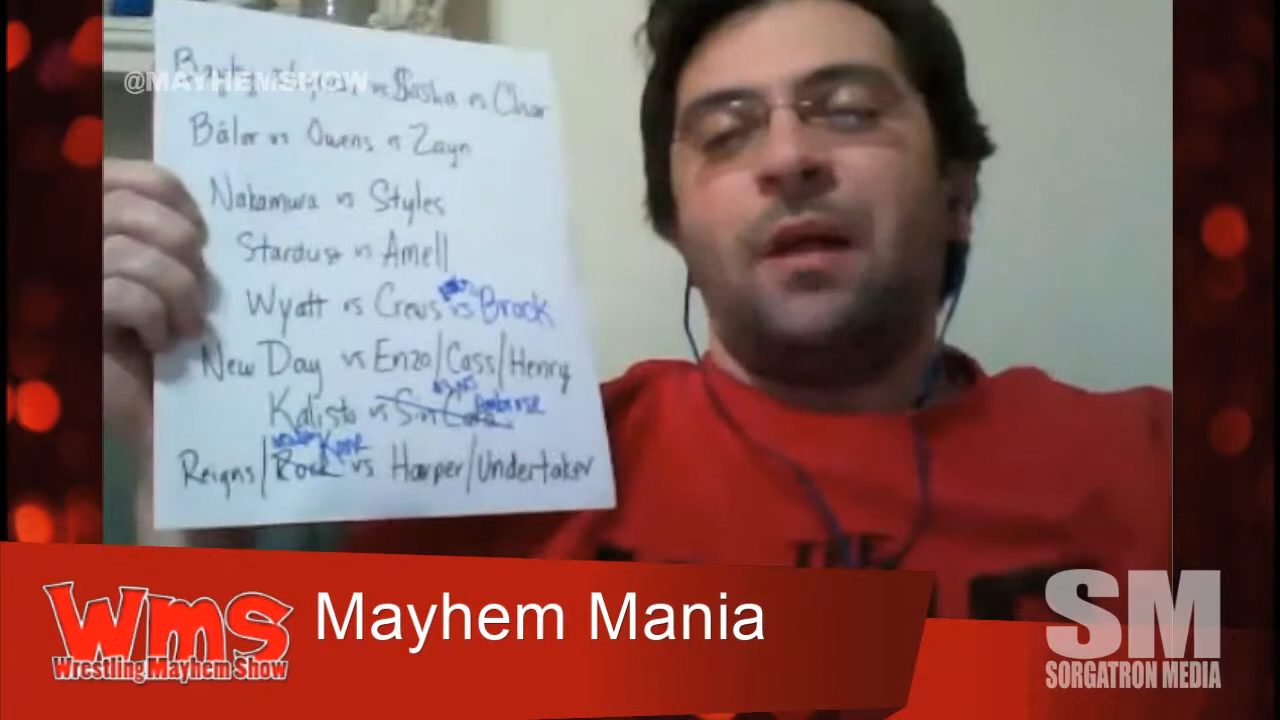 @MAYHEMSHOW
vs Sasha vs Char
Bálor vs Owens vs Zayn
Nakamura vs Styles
Stardust vs Amell
Wyatt vs Crews vs Brock
New Day vs Enzo/Cass/Henry
Kalisto vs Sin Cara Ambrose
Kane
Reigns/Rock vs Harper/Undertaker
THE
Wms
Wrestling Mayhem Show
Mayhem Mania
SM
SORGATRON MEDIA